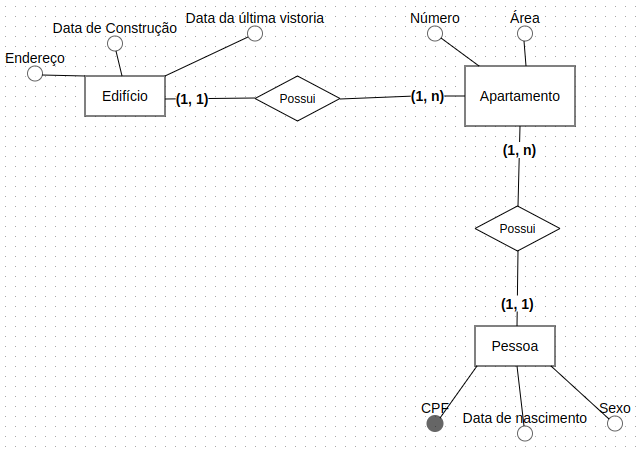 Data da última vistoria
Número
Área
Data de Construção
Endereço
Edifício
(1, 1)
Possui
(1, n)
Apartamento
(1, n)
Possui
(1, 1)
Pessoa
CPF
Data de nascimento
Sexo